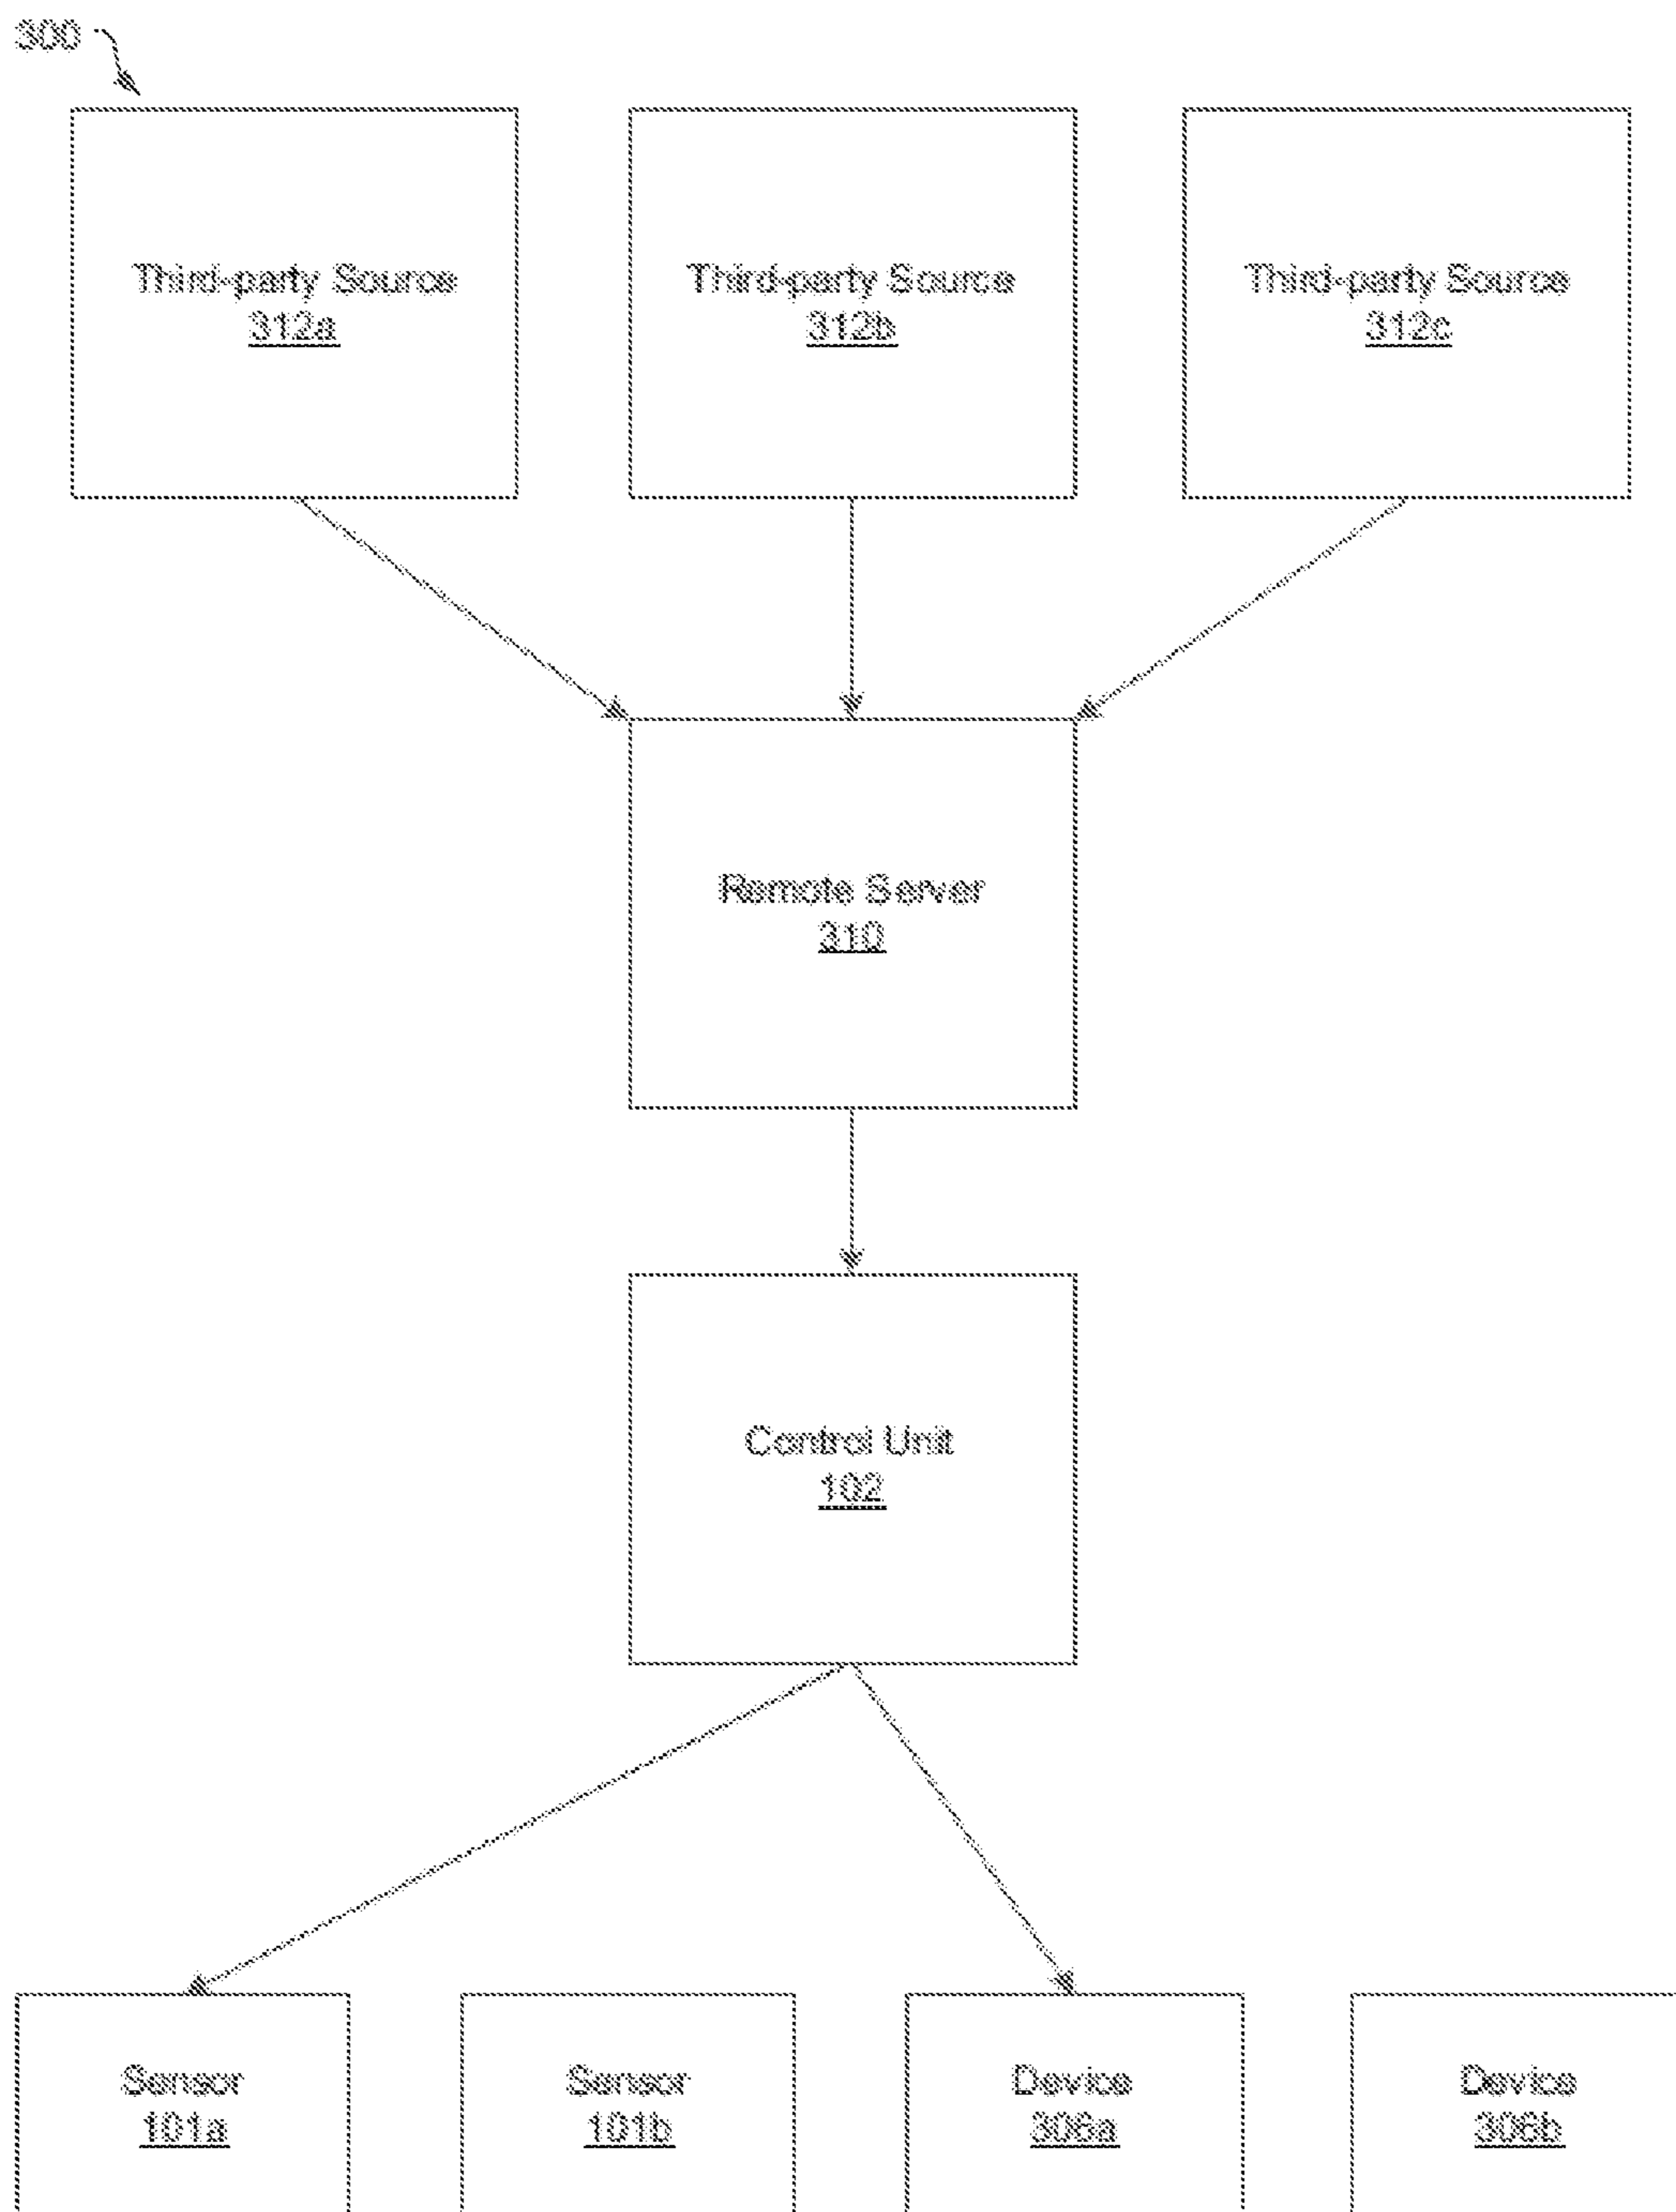 300
Third-party Source
312a
Third-party Source
312b
Third-party Source
312c
Remote Server
310
Control Unit
102
Sensor
101a
Sensor
101b
Device
306a
Device
306b